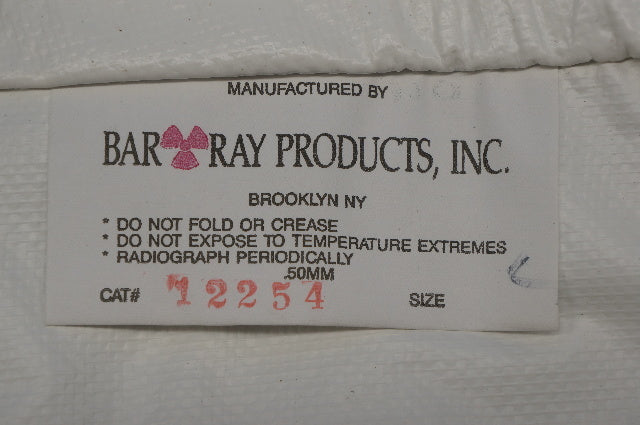 MANUFACTURED BY
BAR RAY PRODUCTS, INC.
BROOKLYN NY
* DO NOT FOLD OR CREASE
* DO NOT EXPOSE TO TEMPERATURE EXTREMES
* RADIOGRAPH PERIODICALLY
.50MM
CAT# 12254 SIZE